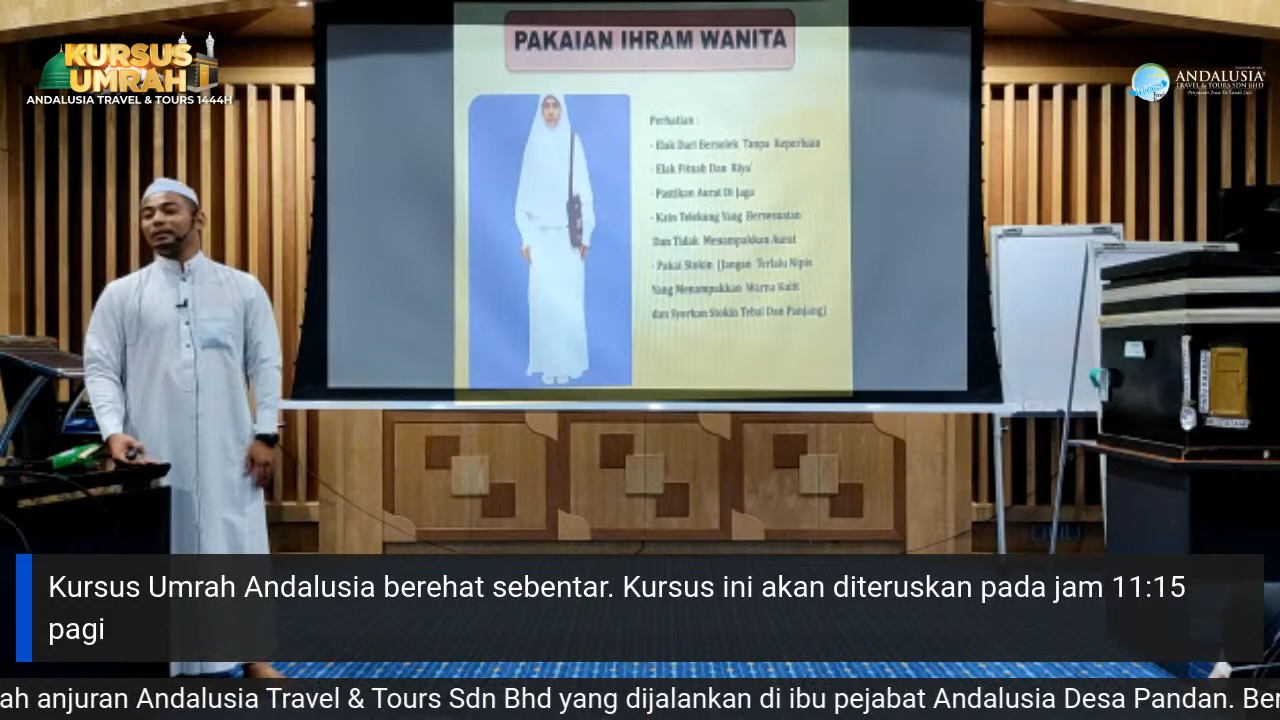 KURSUS
UMRAH
ANDALUSIA TRAVEL & TOURS 1444H
ANDALUSIA
TRAVEL & TOURS SDN BHD
PAKAIAN IHRAM WANITA
Perhatian :
- Elak Dari Bersolek Tanpa Keperluan
- Elak Fitnah Dan Riya'
- Pastikan Aurat Di Jaga
- Kain Telekung Yang Bersesuaian
Dan Tidak Menampakkan Aurat
- Pakai Stokin (Jangan Terlalu Nipis
Yang Menampakkan Warna Kulit
dan Syorkan Stokin Tebal Dan Panjang)
Kursus Umrah Andalusia berehat sebentar. Kursus ini akan diteruskan pada jam 11:15
pagi
ah anjuran Andalusia Travel & Tours Sdn Bhd yang dijalankan di ibu pejabat Andalusia Desa Pandan. Ber